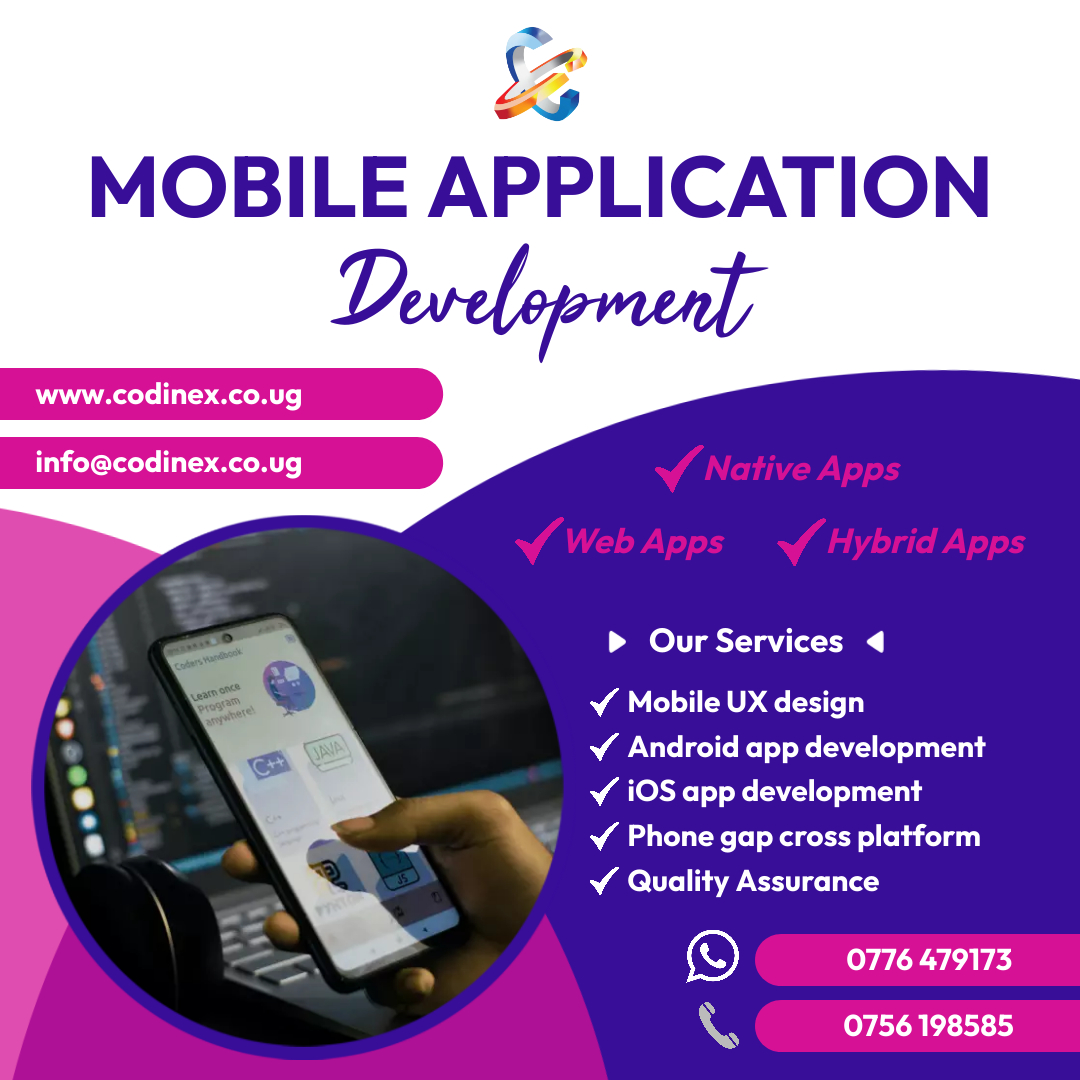 MOBILE APPLICATION
Development
www.codinex.co.ug
info@codinex.co.ug
Native Apps
Web Apps
Hybrid Apps
Our Services
Mobile UX design
Android app development
iOS app development
Phone gap cross platform
Quality Assurance
0776 479173
0756 198585
Coders Handbook
Learn once
Program
anywhere!
C++
JAVA
C++
JS